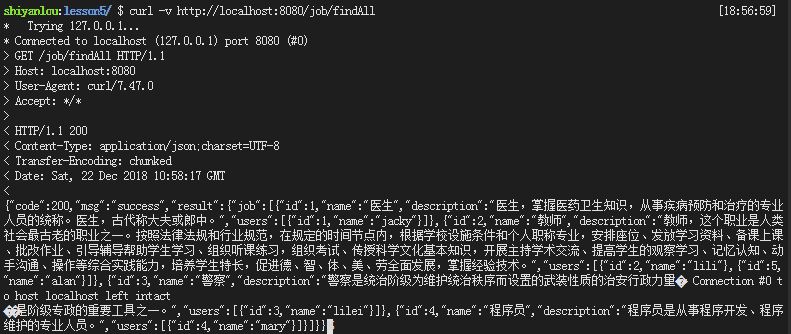 shiyanlou:lesson5/ $ curl -v http://localhost:8080/job/findAll [18:56:59]
* Trying 127.0.0.1...
* Connected to localhost (127.0.0.1) port 8080 (#0)
> GET /job/findAll HTTP/1.1
> Host: localhost:8080
> User-Agent: curl/7.47.0
> Accept: */*
>
< HTTP/1.1 200
< Content-Type: application/json;charset=UTF-8
< Transfer-Encoding: chunked
< Date: Sat, 22 Dec 2018 10:58:17 GMT
<
{"code":200,"msg":"success","result":{"job":[{"id":1,"name":"医生","description":"医生，掌握医药卫生知识，从事疾病预防和治疗的专业
人员的统称。医生，古代称大夫或郎中。","users":[{"id":1,"name":"jacky"}]},{"id":2,"name":"教师","description":"教师，这个职业是人类
社会最古老的职业之一。按照法律法规和行业规范，在规定的时间节点内，根据学校设施条件和个人职称专业，安排座位、发放学习资料、备课上课
、批改作业、引导辅导帮助学生学习、组织听课练习，组织考试、传授科学文化基本知识，开展主持学术交流、提高学生的观察学习、记忆认知、动
手沟通、操作等综合实践能力，培养学生特长，促进德、智、体、美、劳全面发展，掌握经验技术。","users":[{"id":2,"name":"lili"},{"id":5,
"name":"alan"}]},{"id":3,"name":"警察","description":"警察是统治阶级为维护统治秩序而设置的武装性质的治安行政力量� Connection #0 t
o host localhost left intact
��是阶级专政的重要工具之一。","users":[{"id":3,"name":"lilei"}]},{"id":4,"name":"程序员","description":"程序员是从事程序开发、程序
维护的专业人员。","users":[{"id":4,"name":"mary"}]}]}}